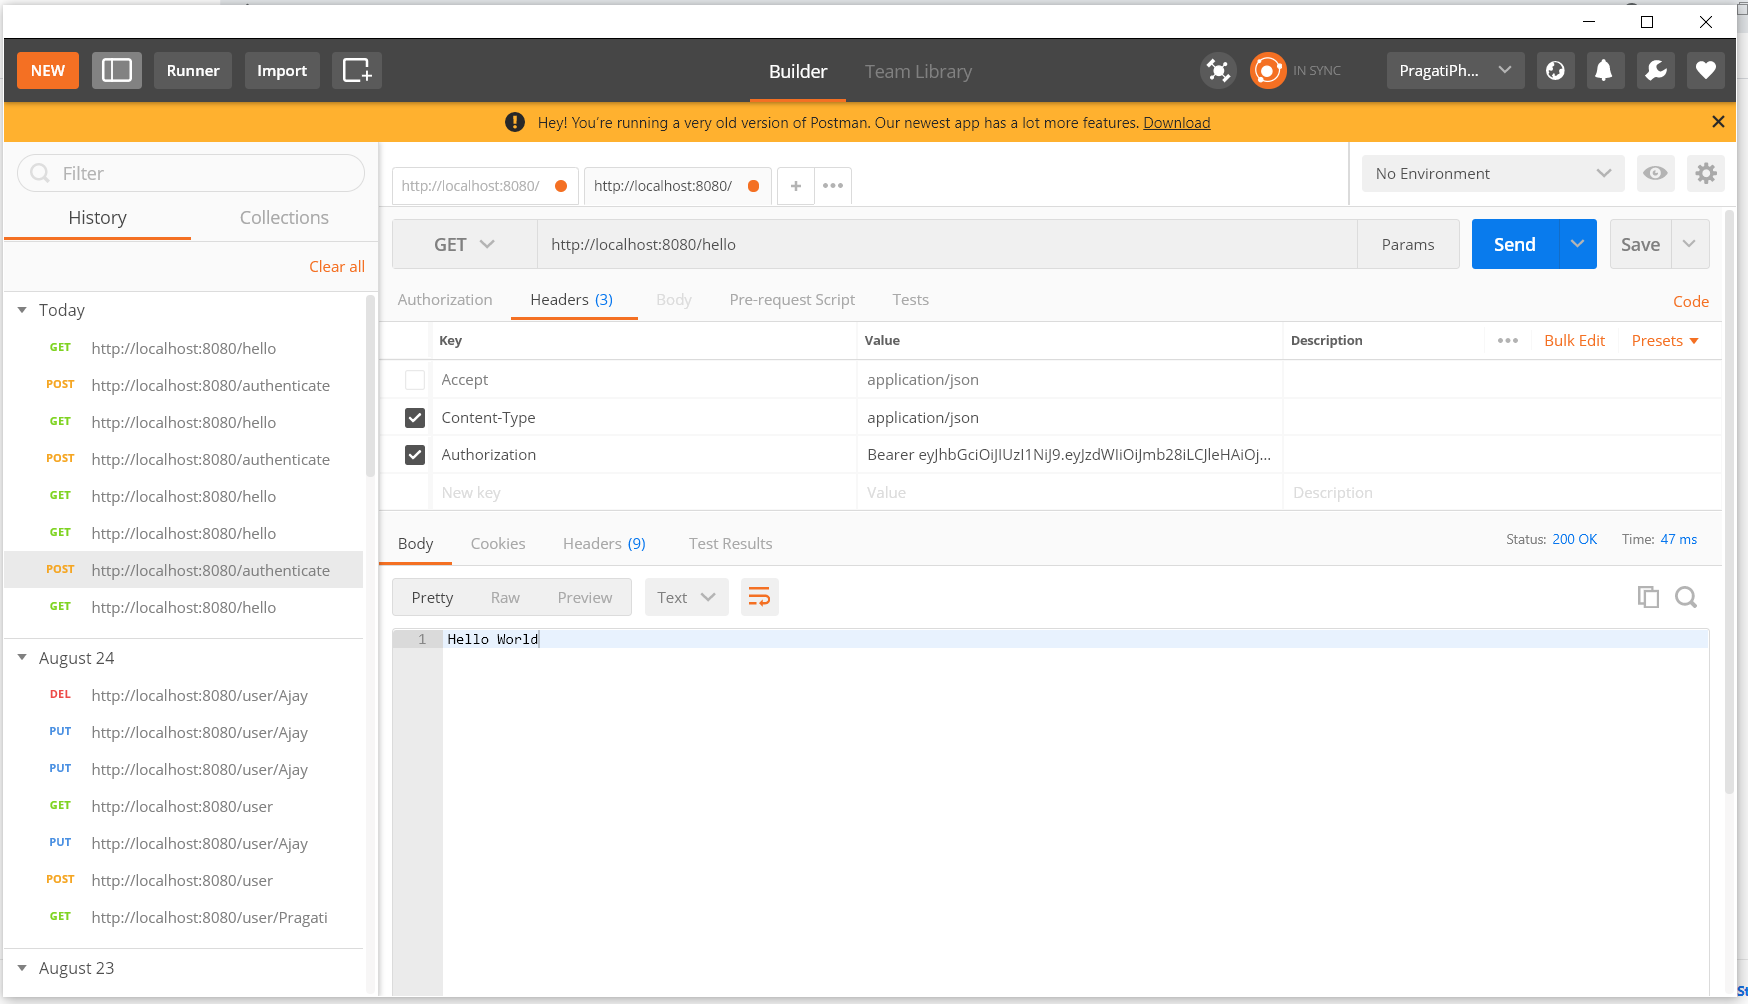 NEW
Runner
Import
Builder
Team Library
IN SYNC
PragatiPh...
Hey! You're running a very old version of Postman. Our newest app has a lot more features. Download
Filter
History
Collections
Clear all
Today
GET http://localhost:8080/hello
POST http://localhost:8080/authenticate
GET http://localhost:8080/hello
POST http://localhost:8080/authenticate
GET http://localhost:8080/hello
GET http://localhost:8080/hello
POST http://localhost:8080/authenticate
GET http://localhost:8080/hello
August 24
DEL http://localhost:8080/user/Ajay
PUT http://localhost:8080/user/Ajay
PUT http://localhost:8080/user/Ajay
GET http://localhost:8080/user
PUT http://localhost:8080/user/Ajay
POST http://localhost:8080/user
GET http://localhost:8080/user/Pragati
August 23
http://localhost:8080/
http://localhost:8080/
No Environment
GET
http://localhost:8080/hello
Params
Send
Save
Authorization
Headers (3)
Body
Pre-request Script
Tests
Code
Key Value Description
Bulk Edit
Presets
Accept application/json
Content-Type application/json
Authorization Bearer eyJhbGciOiJIUzI1NiJ9.eyJzdWIiOiJmb28iLCJleHAiOj...
New key Value Description
Body
Cookies
Headers (9)
Test Results
Status: 200 OK
Time: 47 ms
Pretty
Raw
Preview
Text
1 Hello World